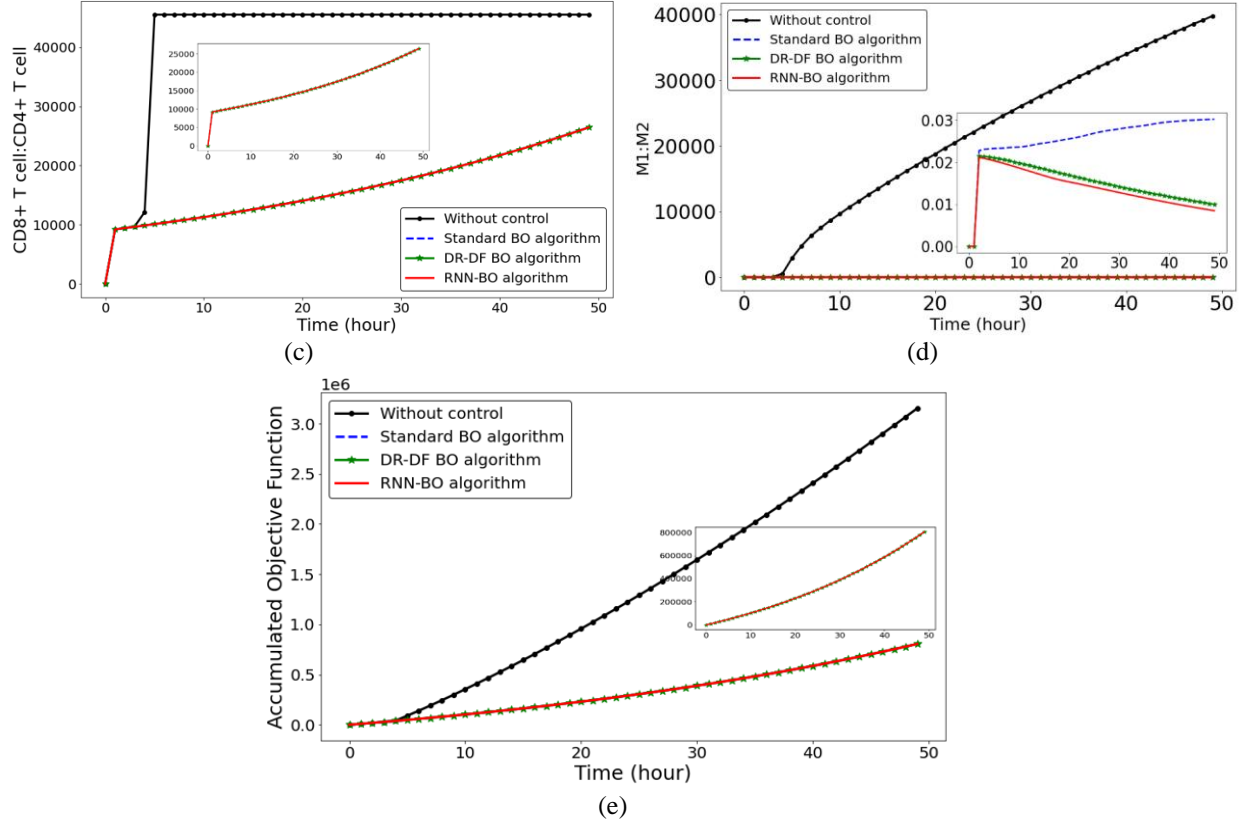 CD8+ T cell:CD4+ T cell
40000
30000
20000
10000
0
25000
20000
15000
10000
5000
0
0 10 20 30 40 50
Without control
Standard BO algorithm
DR-DF BO algorithm
RNN-BO algorithm
0 10 20 30 40 50
Time (hour)
(c)
M1:M2
40000
30000
20000
10000
0
Without control
Standard BO algorithm
DR-DF BO algorithm
RNN-BO algorithm
0.03
0.02
0.01
0.00
0 10 20 30 40 50
0 10 20 30 40 50
Time (hour)
(d)
1e6
Accumulated Objective Function
3.0
2.5
2.0
1.5
1.0
0.5
0.0
Without control
Standard BO algorithm
DR-DF BO algorithm
RNN-BO algorithm
800000
600000
400000
200000
0
0 10 20 30 40 50
0 10 20 30 40 50
Time (hour)
(e)